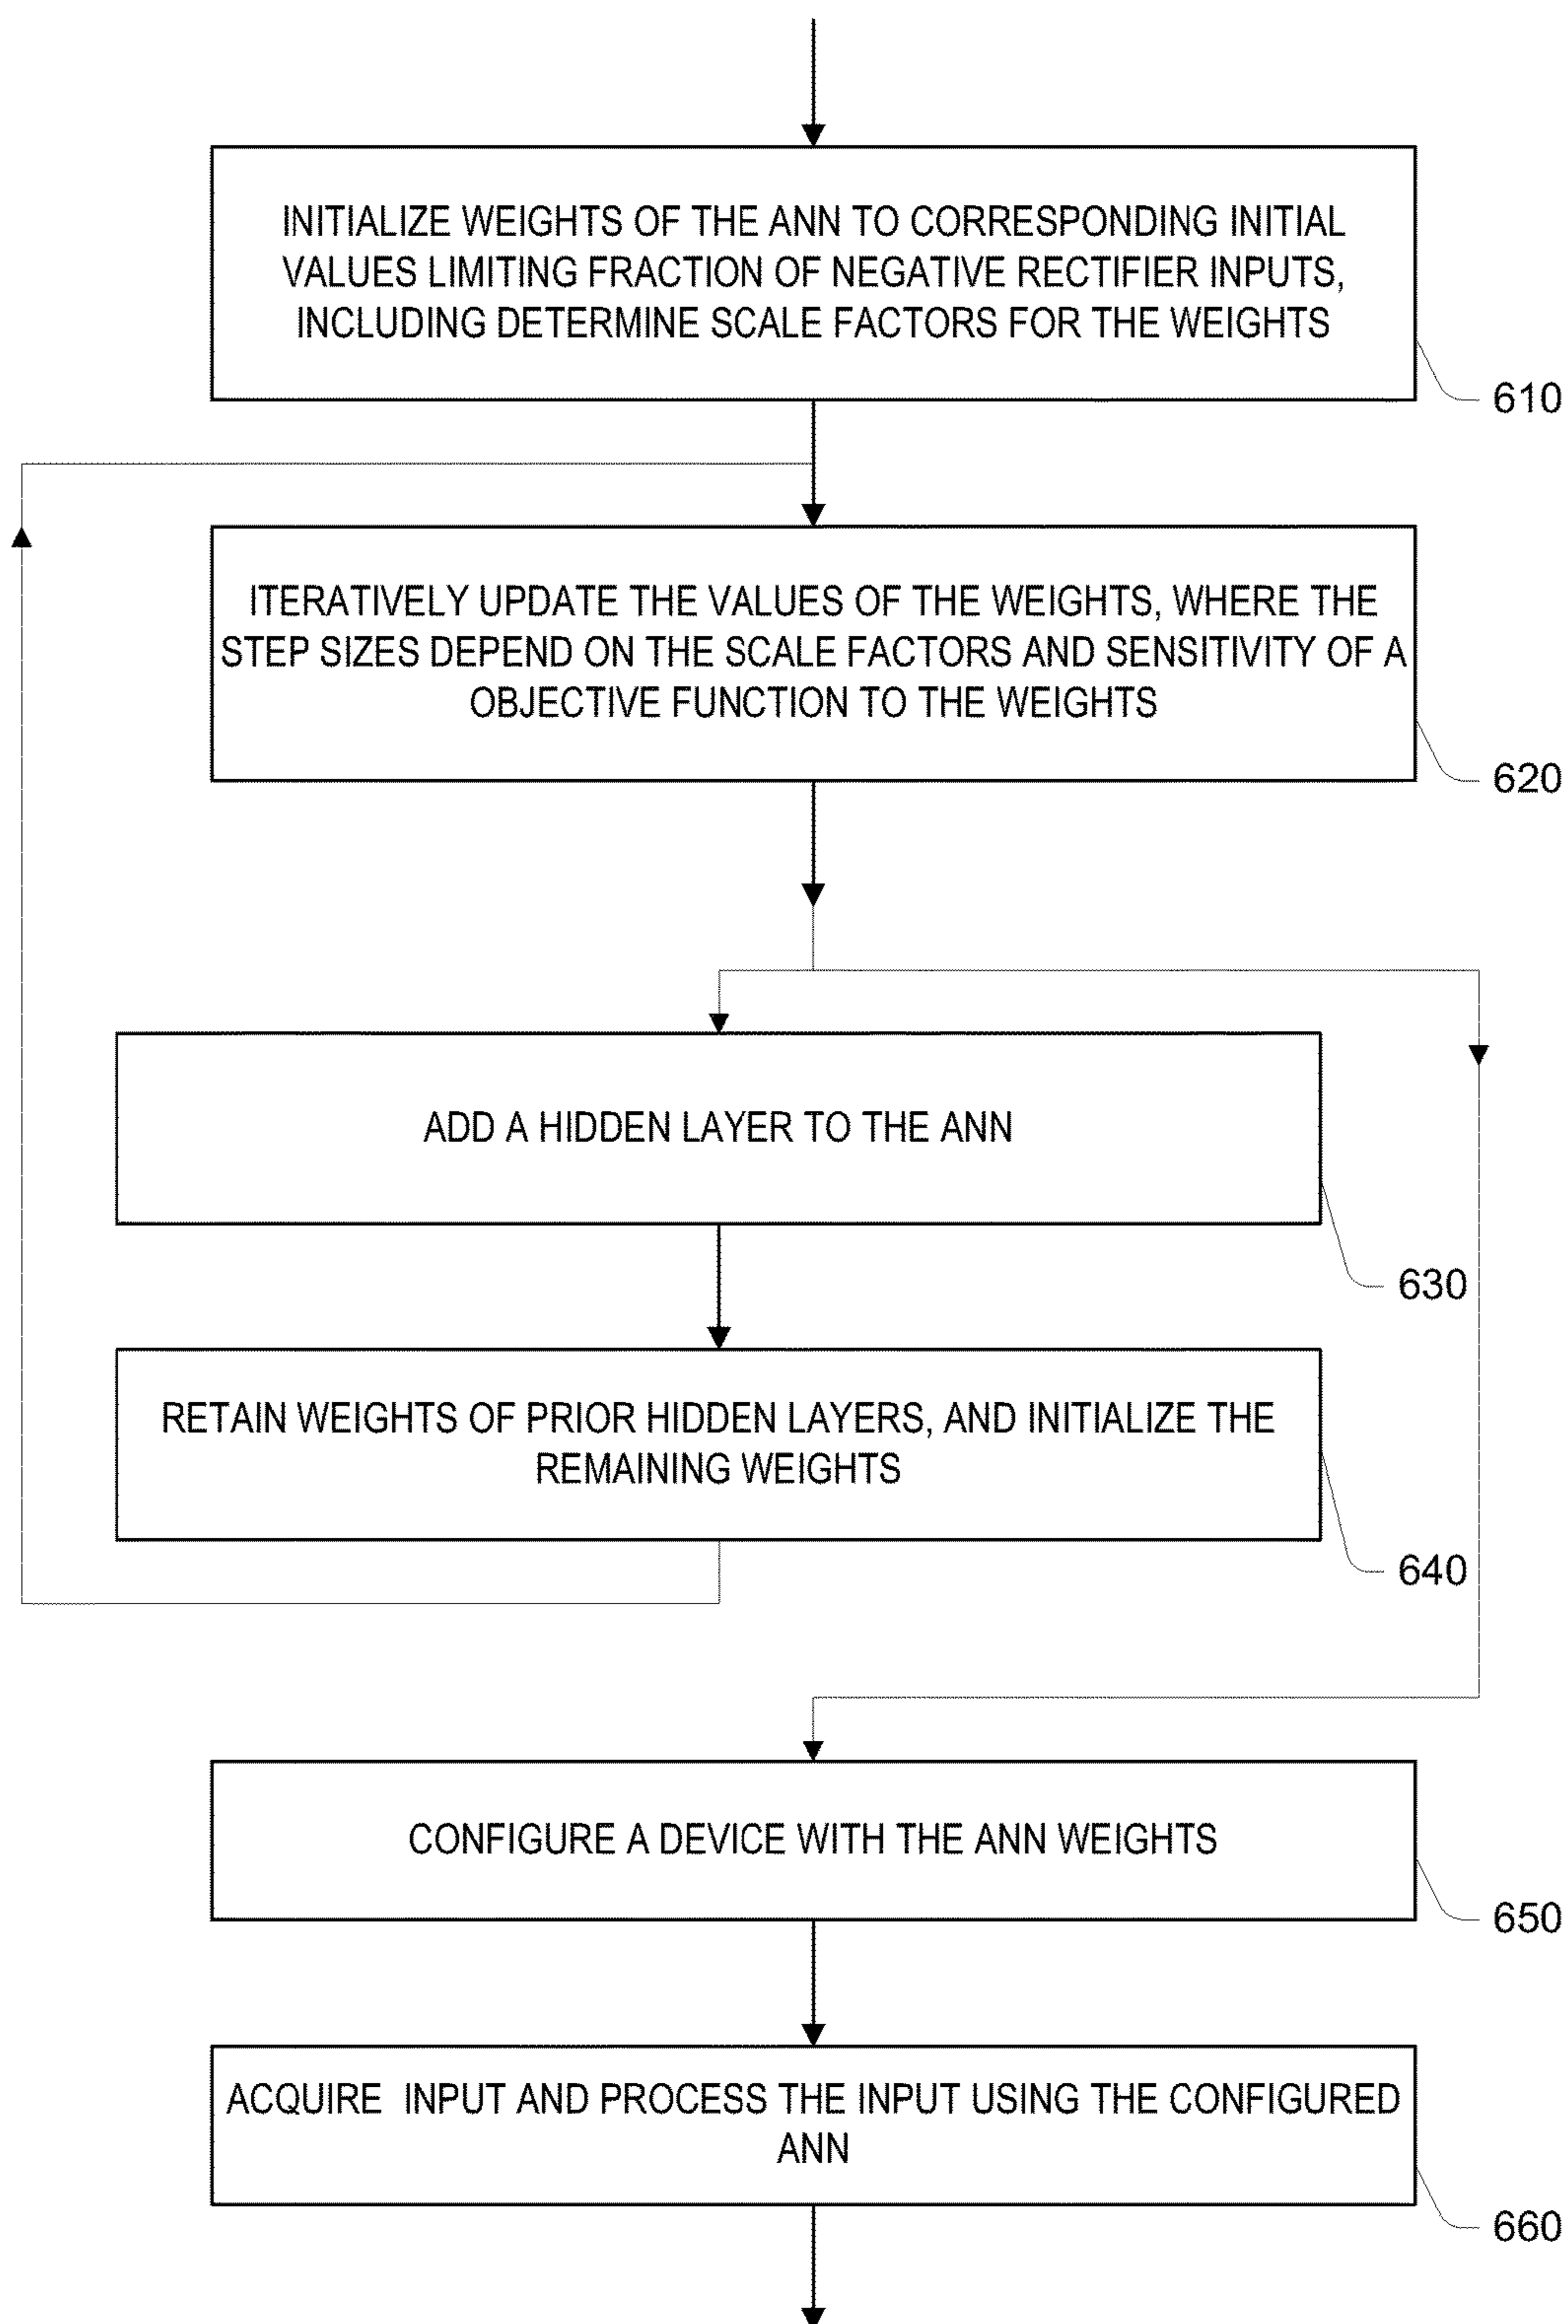 INITIALIZE WEIGHTS OF THE ANN TO CORRESPONDING INITIAL
VALUES LIMITING FRACTION OF NEGATIVE RECTIFIER INPUTS,
INCLUDING DETERMINE SCALE FACTORS FOR THE WEIGHTS
610
ITERATIVELY UPDATE THE VALUES OF THE WEIGHTS, WHERE THE
STEP SIZES DEPEND ON THE SCALE FACTORS AND SENSITIVITY OF A
OBJECTIVE FUNCTION TO THE WEIGHTS
620
ADD A HIDDEN LAYER TO THE ANN
630
RETAIN WEIGHTS OF PRIOR HIDDEN LAYERS, AND INITIALIZE THE
REMAINING WEIGHTS
640
CONFIGURE A DEVICE WITH THE ANN WEIGHTS
650
ACQUIRE INPUT AND PROCESS THE INPUT USING THE CONFIGURED
ANN
660